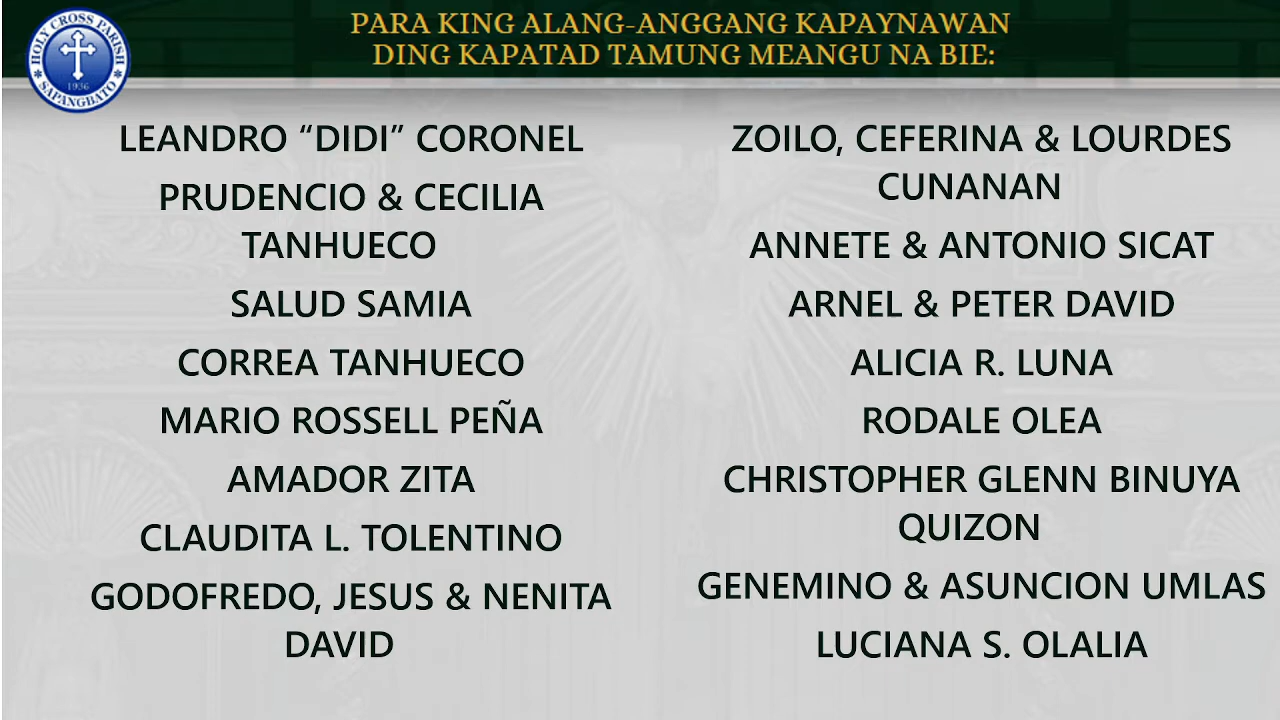 HOLY CROSS PARISH
1936
SAPANGBATO
PARA KING ALANG-ANGGANG KAPAYNAWAN
DING KAPATAD TAMUNG MEANGU NA BIE:
LEANDRO “DIDI” CORONEL
PRUDENCIO & CECILIA
TANHUECO
SALUD SAMIA
CORREA TANHUECO
MARIO ROSSELL PEÑA
AMADOR ZITA
CLAUDITA L. TOLENTINO
GODOFREDO, JESUS & NENITA
DAVID
ZOILO, CEFERINA & LOURDES
CUNANAN
ANNETE & ANTONIO SICAT
ARNEL & PETER DAVID
ALICIA R. LUNA
RODALE OLEA
CHRISTOPHER GLENN BINUYA
QUIZON
GENEMINO & ASUNCION UMLAS
LUCIANA S. OLALIA